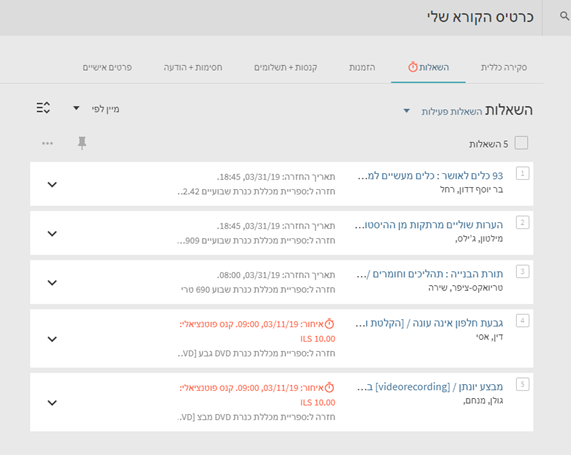 כרטיס הקורא שלי
סקירה כללית השאלות הזמנות קנסות + תשלומים חסימות + הודעה פרטים אישיים
השאלות השאלות פעילות מיין לפי
5 השאלות
1
93 כלים לאושר : כלים מעשיים למ...
בר יוסף דדון, רחל
תאריך החזרה: 03/31/19, 18:45.
חזרה ל:ספריית מכללת כנרת שבועיים 2.42..
2
הערות שוליים מרתקות מן ההיסטו...
מילטון, ג'ילס,
תאריך החזרה: 03/31/19, 18:45.
חזרה ל:ספריית מכללת כנרת שבועיים 909...
3
תורת הבנייה : תהליכים וחומרים /...
טריואקס-ציפר, שירה
תאריך החזרה: 03/31/19, 08:00.
חזרה ל:ספריית מכללת כנרת שבוע 690 טרי
4
גבעת חלפון אינה עונה / [הקלטת ו...
דין, אסי
איחור: 03/11/19, 09:00. קנס פוטנציאלי:
ILS 10.00
חזרה ל:ספריית מכללת כנרת DVD גבע [VD..
5
מבצע יונתן / [videorecording] ב...
גולן, מנחם,
איחור: 03/11/19, 09:00. קנס פוטנציאלי:
ILS 10.00
חזרה ל:ספריית מכללת כנרת DVD מבצ [VD..